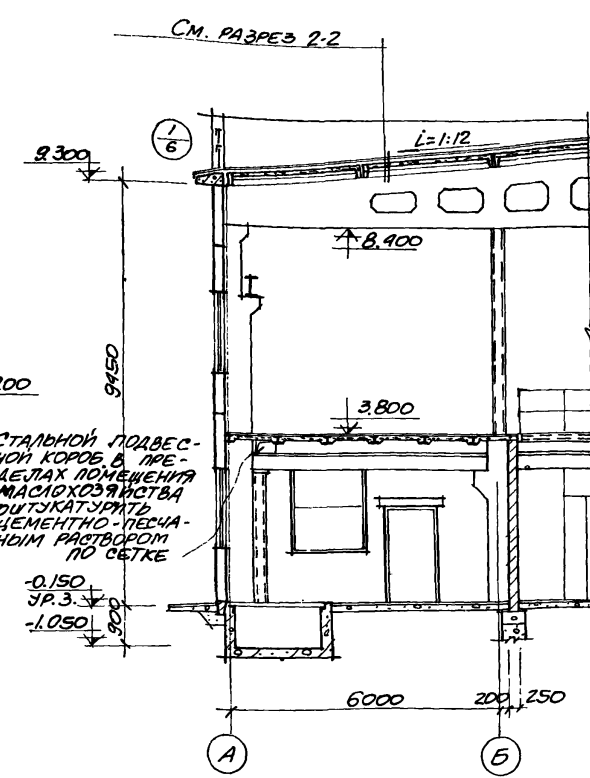 См. РАЗРЕЗ 2-2
1
6
i=1:12
9.300
8.400
9450
3.800
СТАЛЬНОЙ ПОДВЕС-
НОЙ КОРОБ В ПРЕ-
ДЕЛАХ ПОМЕЩЕНИЯ
МАСЛОХОЗЯЙСТВА
ОШТУКАТУРИТЬ
ЦЕМЕНТНО-ПЕСЧА-
НЫМ РАСТВОРОМ
ПО СЕТКЕ
-0.150
УР.З.
-1.050
900
6000
200
250
А
Б